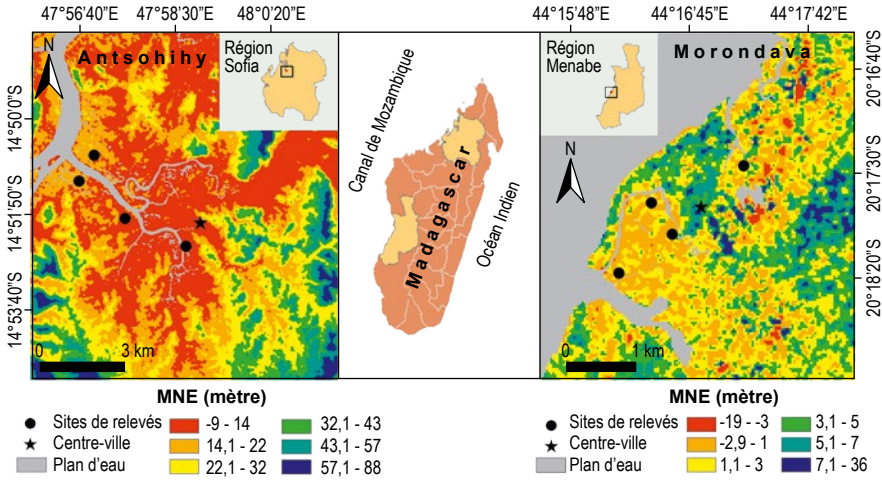 47°56’40”E 47°58’30”E 48°0’20”E
14°50’0”S
14°51’50”S
14°53’40”S
N
Antsohihy
Région
Sofia
0 3 km
Canal de Mozambique
Madagascar
Océan Indien
44°15’48”E 44°16’45”E 44°17’42”E
Région
Menabe
Morondava
N
20°16’40”S
20°17’30”S
20°18’20”S
0 1 km
MNE (mètre)
Sites de relevés
Centre-ville
Plan d’eau
-9 - 14
14,1 - 22
22,1 - 32
32,1 - 43
43,1 - 57
57,1 - 88
MNE (mètre)
Sites de relevés
Centre-ville
Plan d’eau
-19 - -3
-2,9 - 1
1,1 - 3
3,1 - 5
5,1 - 7
7,1 - 36